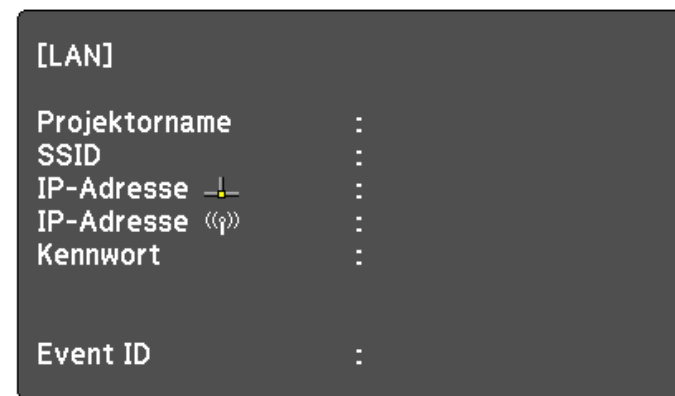 [LAN]
Projektorname :
SSID :
IP-Adresse :
IP-Adresse :
Kennwort :
Event ID :